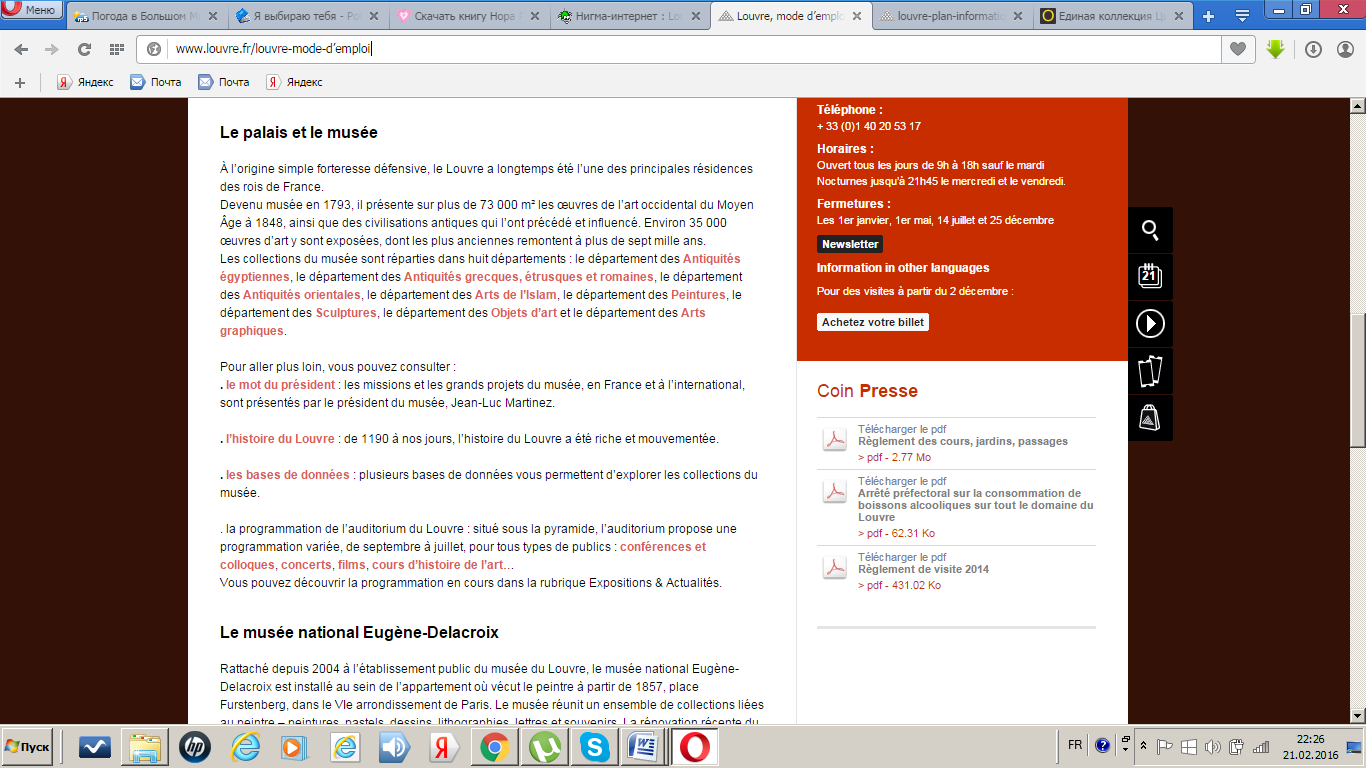 Меню
Погода в Большом М
Я выбираю тебя - Ро
Скачать книгу Нора
Нигма-интернет : Lou
Louvre, mode d'emplo
louvre-plan-informatio
Единая коллекция Ц
www.louvre.fr/louvre-mode-d'emploi
Яндекс
Почта
Почта
Яндекс
Le palais et le musée
À l'origine simple forteresse défensive, le Louvre a longtemps été l'une des principales résidences
des rois de France.
Devenu musée en 1793, il présente sur plus de 73 000 m² les œuvres de l'art occidental du Moyen
Âge à 1848, ainsi que des civilisations antiques qui l'ont précédé et influencé. Environ 35 000
œuvres d'art y sont exposées, dont les plus anciennes remontent à plus de sept mille ans.
Les collections du musée sont réparties dans huit départements : le département des Antiquités
égyptiennes, le département des Antiquités grecques, étrusques et romaines, le département
des Antiquités orientales, le département des Arts de l'Islam, le département des Peintures, le
département des Sculptures, le département des Objets d'art et le département des Arts
graphiques.
Pour aller plus loin, vous pouvez consulter :
. le mot du président : les missions et les grands projets du musée, en France et à l'international,
sont présentés par le président du musée, Jean-Luc Martinez.
. l'histoire du Louvre : de 1190 à nos jours, l'histoire du Louvre a été riche et mouvementée.
. les bases de données : plusieurs bases de données vous permettent d'explorer les collections du
musée.
. la programmation de l'auditorium du Louvre : situé sous la pyramide, l'auditorium propose une
programmation variée, de septembre à juillet, pour tous types de publics : conférences et
colloques, concerts, films, cours d'histoire de l'art...
Vous pouvez découvrir la programmation en cours dans la rubrique Expositions & Actualités.
Le musée national Eugène-Delacroix
Rattaché depuis 2004 à l'établissement public du musée du Louvre, le musée national Eugène-
Delacroix est installé au sein de l'appartement où vécut le peintre à partir de 1857, place
Furstenberg, dans le VIe arrondissement de Paris. Le musée réunit un ensemble de collections liées
au peintre – peintures, pastels, dessins, lithographies, lettres et souvenirs. La rénovation récente du
Téléphone :
+ 33 (0)1 40 20 53 17
Horaires :
Ouvert tous les jours de 9h à 18h sauf le mardi
Nocturnes jusqu'à 21h45 le mercredi et le vendredi.
Fermetures :
Les 1er janvier, 1er mai, 14 juillet et 25 décembre
Newsletter
Information in other languages
Pour des visites à partir du 2 décembre :
Achetez votre billet
21
Coin Presse
Télécharger le pdf
Règlement des cours, jardins, passages
> pdf - 2.77 Mo
Télécharger le pdf
Arrêté préfectoral sur la consommation de
boissons alcooliques sur tout le domaine du
Louvre
> pdf - 62.31 Ko
Télécharger le pdf
Règlement de visite 2014
> pdf - 431.02 Ko
Пуск
FR
22:26
21.02.2016